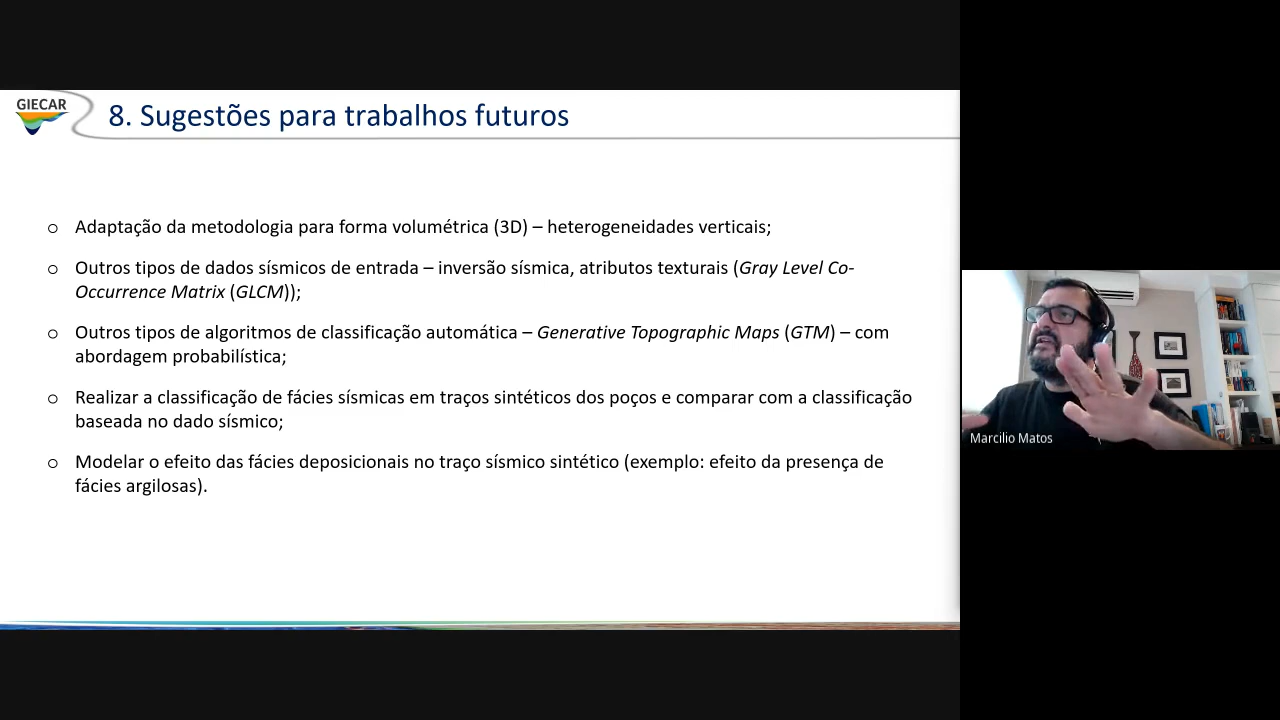 GIECAR
8. Sugestões para trabalhos futuros
o Adaptação da metodologia para forma volumétrica (3D) – heterogeneidades verticais;
o Outros tipos de dados sísmicos de entrada – inversão sísmica, atributos texturais (Gray Level Co-
Occurrence Matrix (GLCM));
o Outros tipos de algoritmos de classificação automática – Generative Topographic Maps (GTM) – com
abordagem probabilística;
o Realizar a classificação de fácies sísmicas em traços sintéticos dos poços e comparar com a classificação
baseada no dado sísmico;
o Modelar o efeito das fácies deposicionais no traço sísmico sintético (exemplo: efeito da presença de
fácies argilosas).
Marcilio Matos